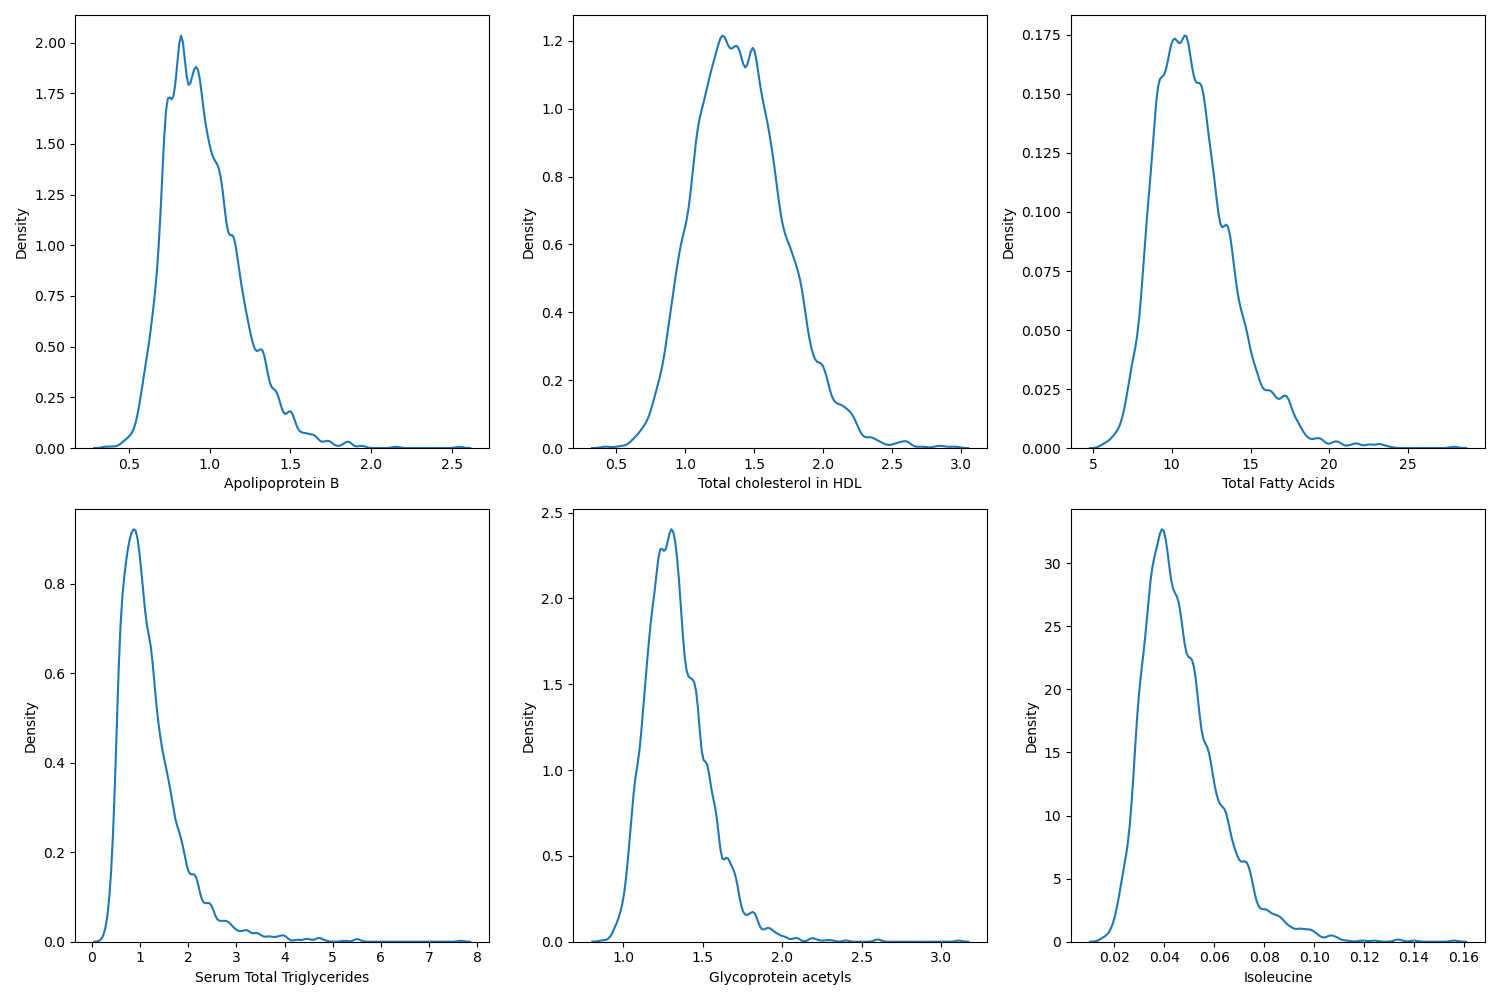 Density
2.00
1.75
1.50
1.25
1.00
0.75
0.50
0.25
0.00
0.5 1.0 1.5 2.0 2.5
Apolipoprotein B
Density
1.2
1.0
0.8
0.6
0.4
0.2
0.0
0.5 1.0 1.5 2.0 2.5 3.0
Total cholesterol in HDL
Density
0.175
0.150
0.125
0.100
0.075
0.050
0.025
0.000
5 10 15 20 25
Total Fatty Acids
Density
0.8
0.6
0.4
0.2
0.0
0 1 2 3 4 5 6 7 8
Serum Total Triglycerides
Density
2.5
2.0
1.5
1.0
0.5
0.0
1.0 1.5 2.0 2.5 3.0
Glycoprotein acetyls
Density
30
25
20
15
10
5
0
0.02 0.04 0.06 0.08 0.10 0.12 0.14 0.16
Isoleucine